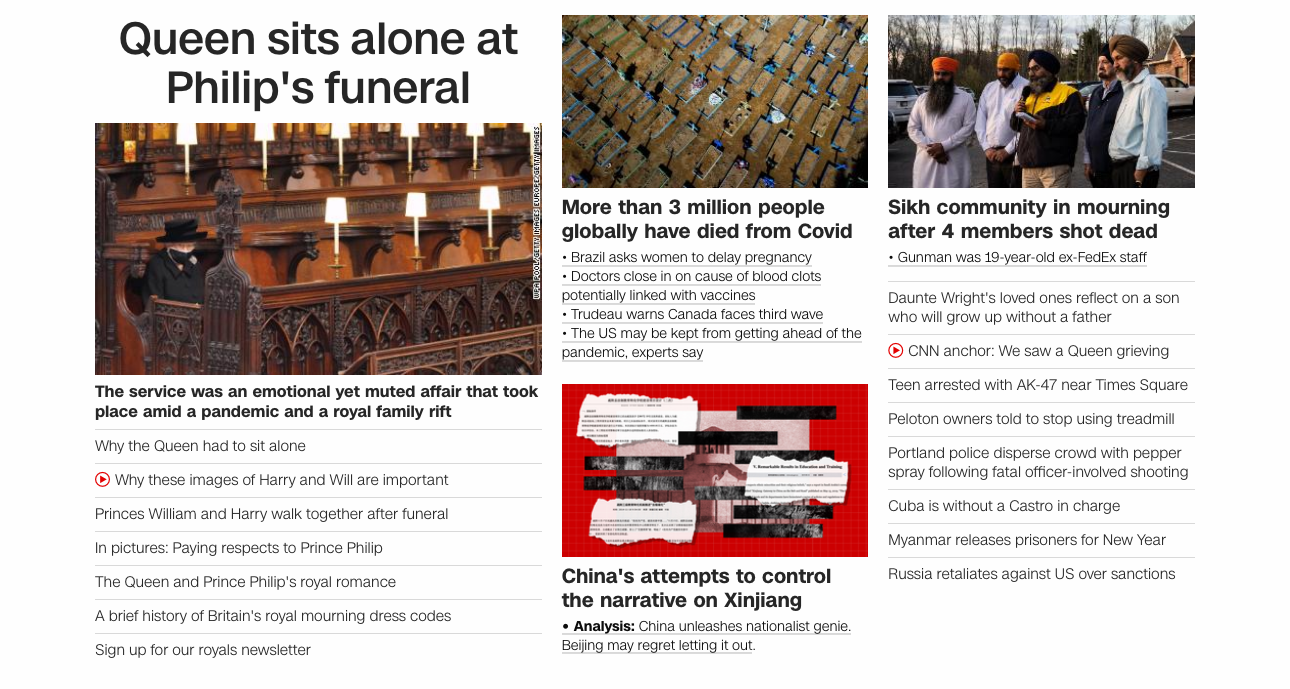 Queen sits alone at
Philip's funeral
WPA POOL/GETTY IMAGES EUROPE/GETTY IMAGES
The service was an emotional yet muted affair that took
place amid a pandemic and a royal family rift
Why the Queen had to sit alone
Why these images of Harry and Will are important
Princes William and Harry walk together after funeral
In pictures: Paying respects to Prince Philip
The Queen and Prince Philip's royal romance
A brief history of Britain's royal mourning dress codes
Sign up for our royals newsletter
More than 3 million people
globally have died from Covid
• Brazil asks women to delay pregnancy
• Doctors close in on cause of blood clots
potentially linked with vaccines
• Trudeau warns Canada faces third wave
• The US may be kept from getting ahead of the
pandemic, experts say
V. Remarkable Results in Education and Training
China's attempts to control
the narrative on Xinjiang
• Analysis: China unleashes nationalist genie.
Beijing may regret letting it out.
Sikh community in mourning
after 4 members shot dead
• Gunman was 19-year-old ex-FedEx staff
Daunte Wright's loved ones reflect on a son
who will grow up without a father
CNN anchor: We saw a Queen grieving
Teen arrested with AK-47 near Times Square
Peloton owners told to stop using treadmill
Portland police disperse crowd with pepper
spray following fatal officer-involved shooting
Cuba is without a Castro in charge
Myanmar releases prisoners for New Year
Russia retaliates against US over sanctions